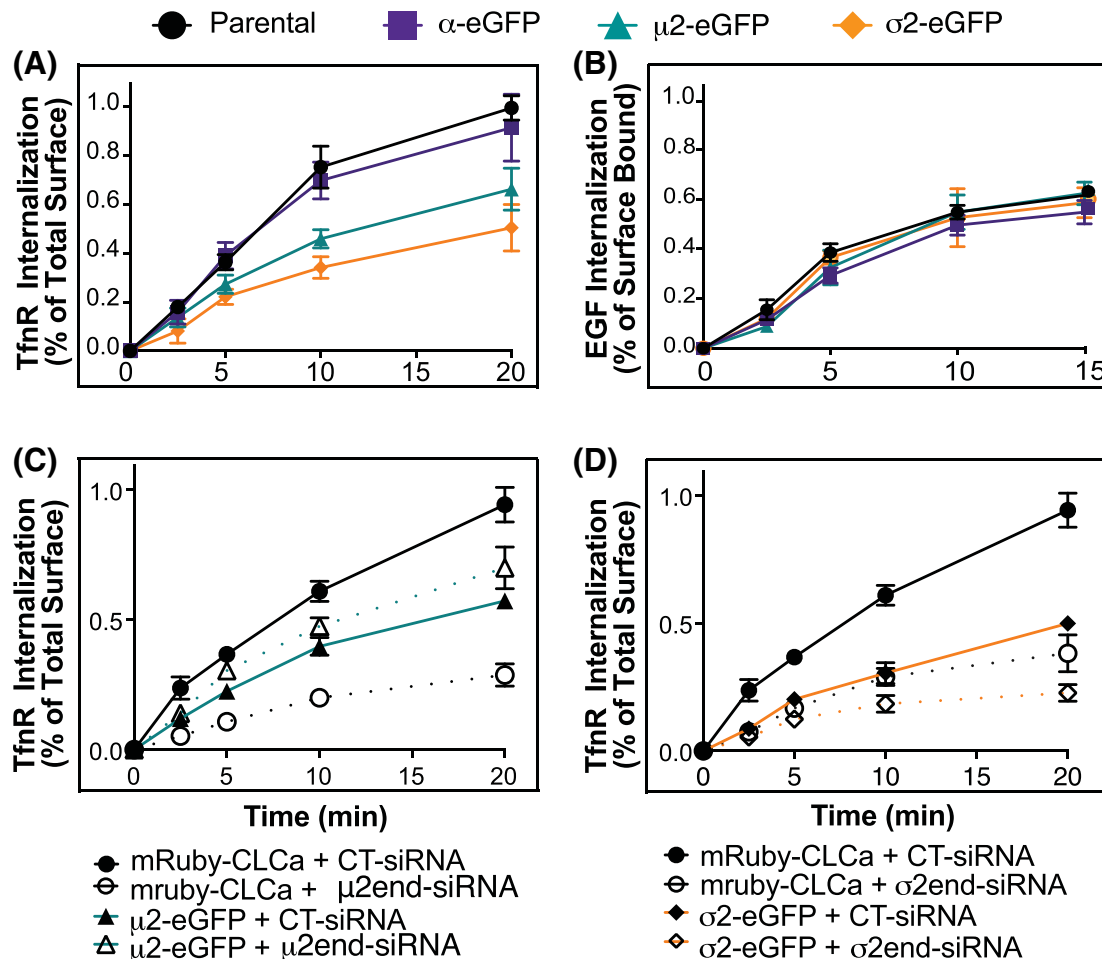 Parental α-eGFP μ2-eGFP σ2-eGFP
(A)
TfnR Internalization
(% of Total Surface)
1.0
0.8
0.6
0.4
0.2
0.0
0 5 10 15 20
(B)
EGF Internalization
(% of Surface Bound)
1.0
0.8
0.6
0.4
0.2
0.0
0 5 10 15
(C)
TfnR Internalization
(% of Total Surface)
1.0
0.5
0.0
0 5 10 15 20
Time (min)
mRuby-CLCa + CT-siRNA
mruby-CLCa + μ2end-siRNA
μ2-eGFP + CT-siRNA
μ2-eGFP + μ2end-siRNA
(D)
TfnR Internalization
(% of Total Surface)
1.0
0.5
0.0
0 5 10 15 20
Time (min)
mRuby-CLCa + CT-siRNA
mruby-CLCa + σ2end-siRNA
σ2-eGFP + CT-siRNA
σ2-eGFP + σ2end-siRNA